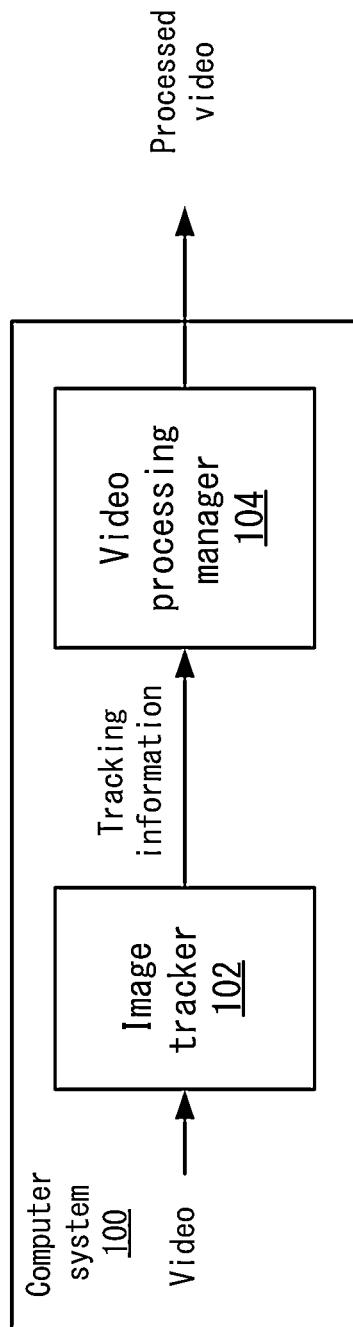 Computer
system
100
Video
Image
tracker
102
Tracking
information
Video
processing
manager
104
Processed
video